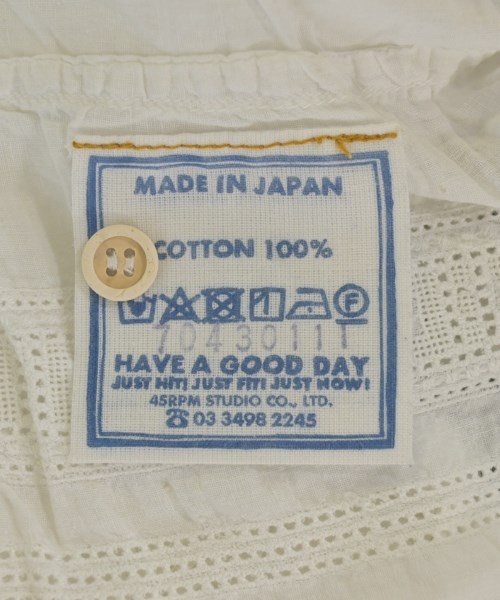 MADE IN JAPAN
COTTON 100%
F
70430111
HAVE A GOOD DAY
JUST HIT! JUST FIT! JUST NOW!
45RPM STUDIO CO., LTD.
☎ 03 3498 2245